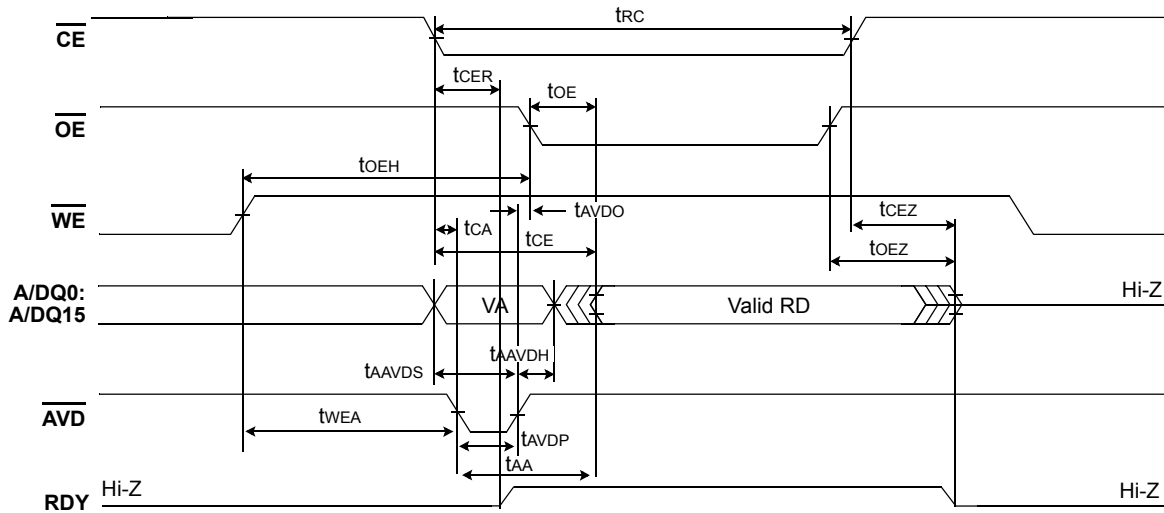 tRC
CE
tCER
tOE
OE
tOEH
WE
tAVDO
tCA
tCE
tCEZ
tOEZ
A/DQ0:
A/DQ15
VA
Valid RD
Hi-Z
tAAVDH
tAAVDS
AVD
tWEA
tAVDP
tAA
RDY
Hi-Z
Hi-Z